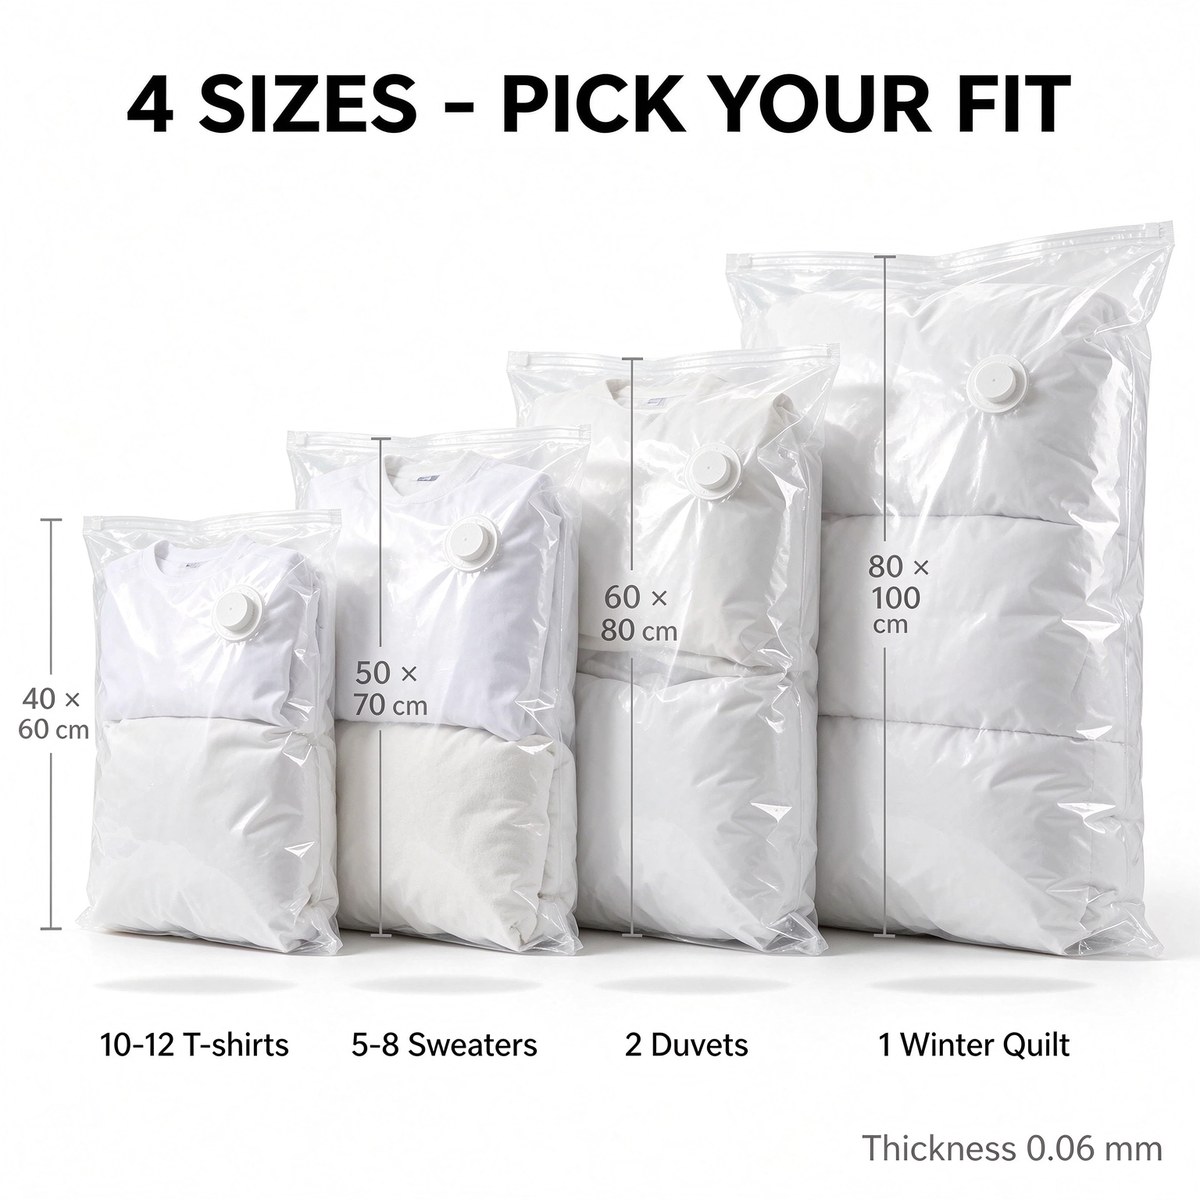 4 SIZES - PICK YOUR FIT
40 ×
60 cm
50 ×
70 cm
60 ×
80 cm
80 ×
100
cm
10-12 T-shirts
5-8 Sweaters
2 Duvets
1 Winter Quilt
Thickness 0.06 mm